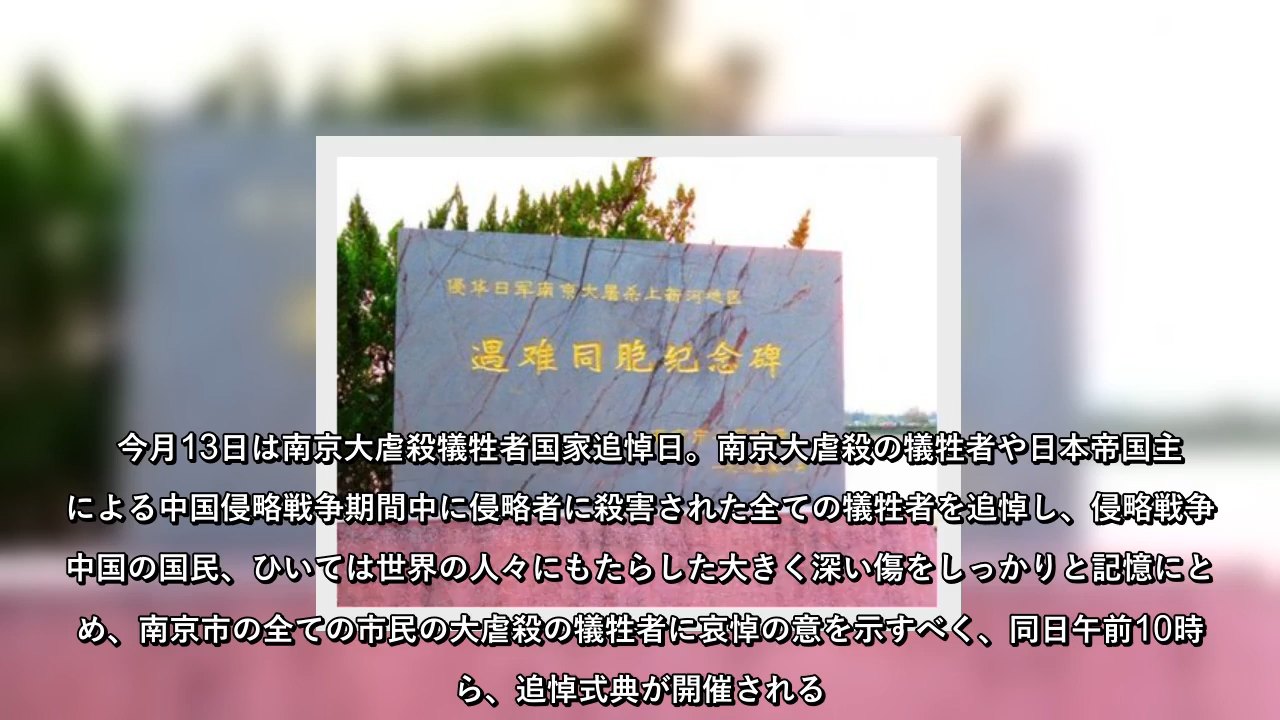 侵华日军南京大屠杀上新河地区
遇难同胞纪念碑
今月13日は南京大虐殺犠牲者国家追悼日。南京大虐殺の犠牲者や日本帝国主
による中国侵略戦争期間中に侵略者に殺害された全ての犠牲者を追悼し、侵略戦争
中国の国民、ひいては世界の人々にもたらした大きく深い傷をしっかりと記憶にと
め、南京市の全ての市民の大虐殺の犠牲者に哀悼の意を示すべく、同日午前10時
ら、追悼式典が開催される